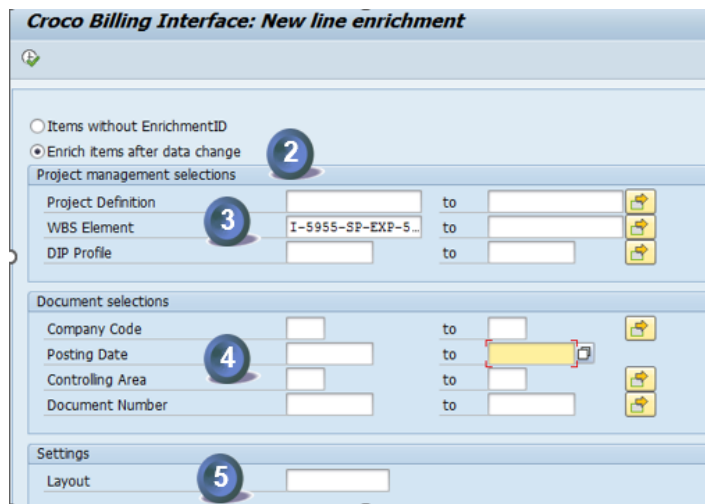 Croco Billing Interface: New line enrichment
Items without EnrichmentID
Enrich items after data change
2
Project management selections
Project Definition to
3
WBS Element I-5955-SP-EXP-5… to
DIP Profile to
Document selections
Company Code to
Posting Date to
4
Controlling Area to
Document Number to
Settings
5
Layout